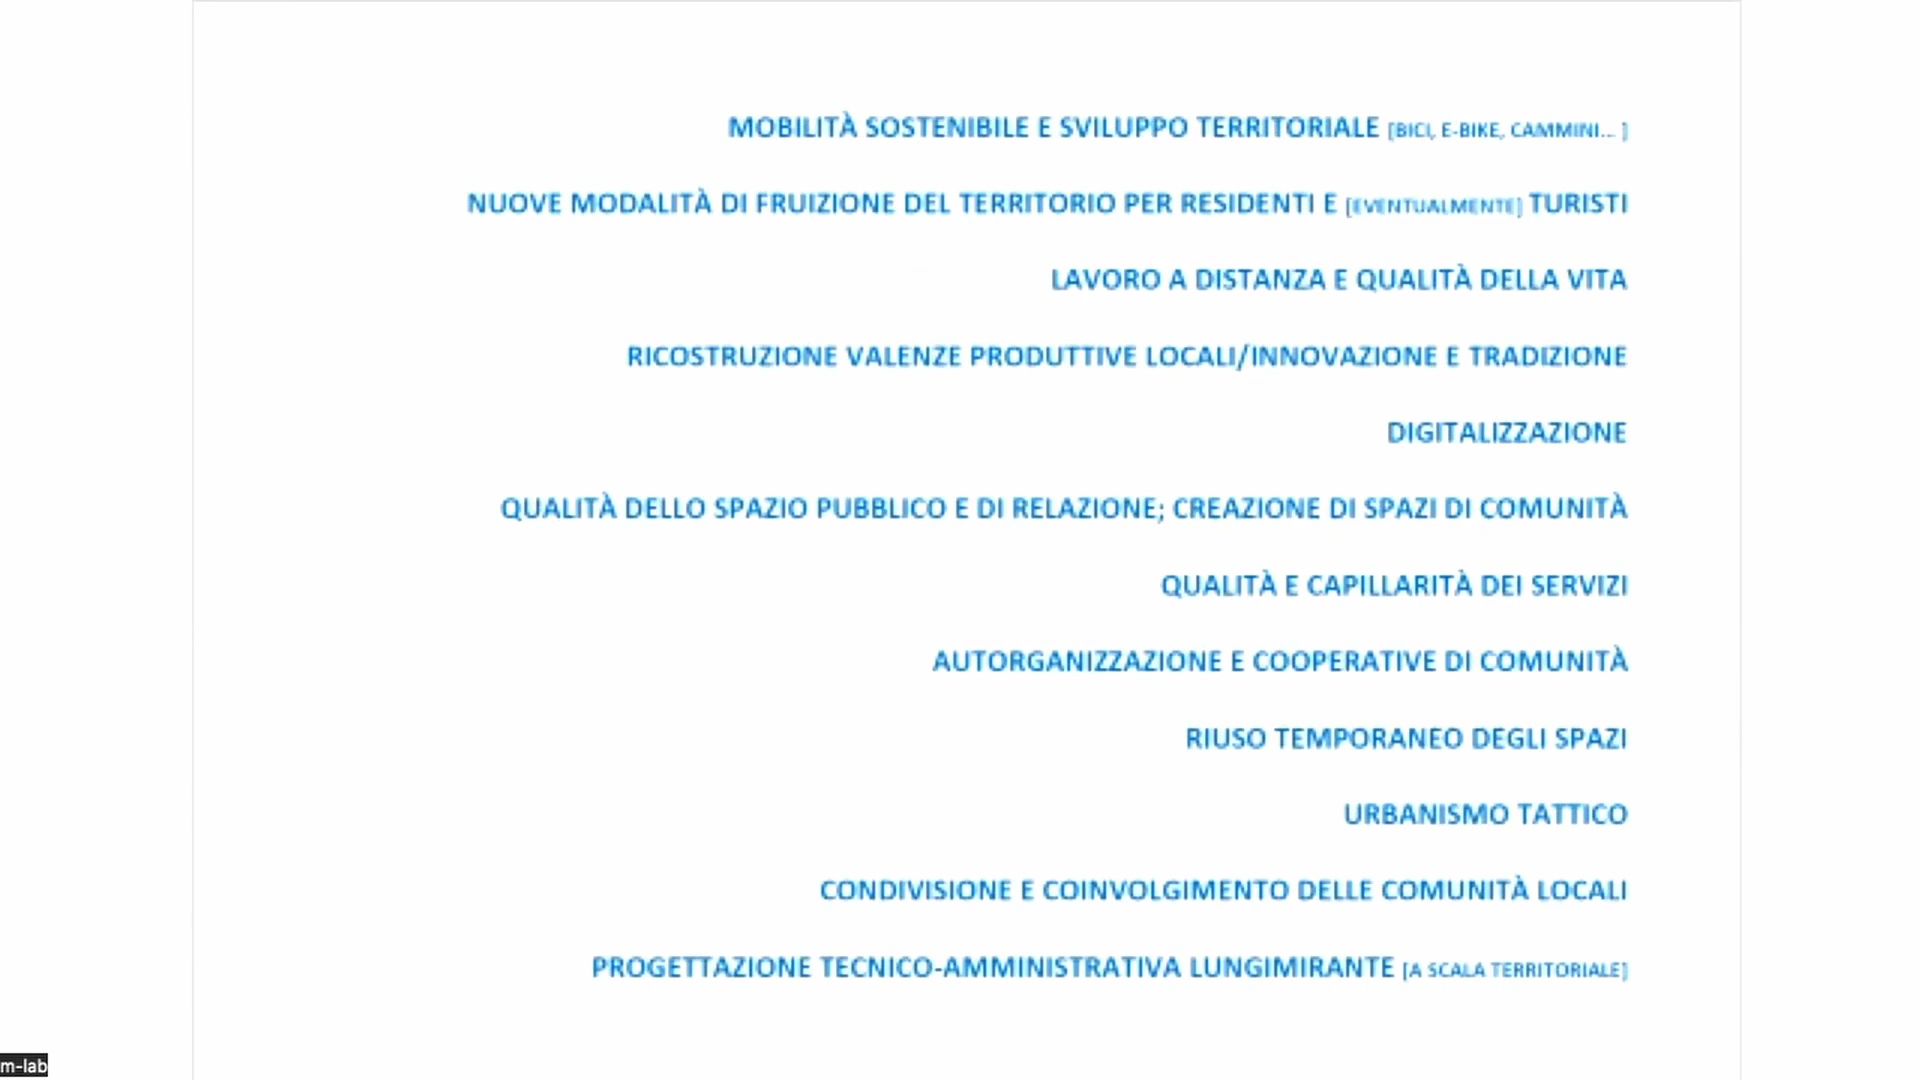 MOBILITÀ SOSTENIBILE E SVILUPPO TERRITORIALE [BICI, E-BIKE, CAMMINI... ]
NUOVE MODALITÀ DI FRUIZIONE DEL TERRITORIO PER RESIDENTI E [EVENTUALMENTE] TURISTI
LAVORO A DISTANZA E QUALITÀ DELLA VITA
RICOSTRUZIONE VALENZE PRODUTTIVE LOCALI/INNOVAZIONE E TRADIZIONE
DIGITALIZZAZIONE
QUALITÀ DELLO SPAZIO PUBBLICO E DI RELAZIONE; CREAZIONE DI SPAZI DI COMUNITÀ
QUALITÀ E CAPILLARITÀ DEI SERVIZI
AUTORGANIZZAZIONE E COOPERATIVE DI COMUNITÀ
RIUSO TEMPORANEO DEGLI SPAZI
URBANISMO TATTICO
CONDIVISIONE E COINVOLGIMENTO DELLE COMUNITÀ LOCALI
PROGETTAZIONE TECNICO-AMMINISTRATIVA LUNGIMIRANTE [A SCALA TERRITORIALE]
m-lab